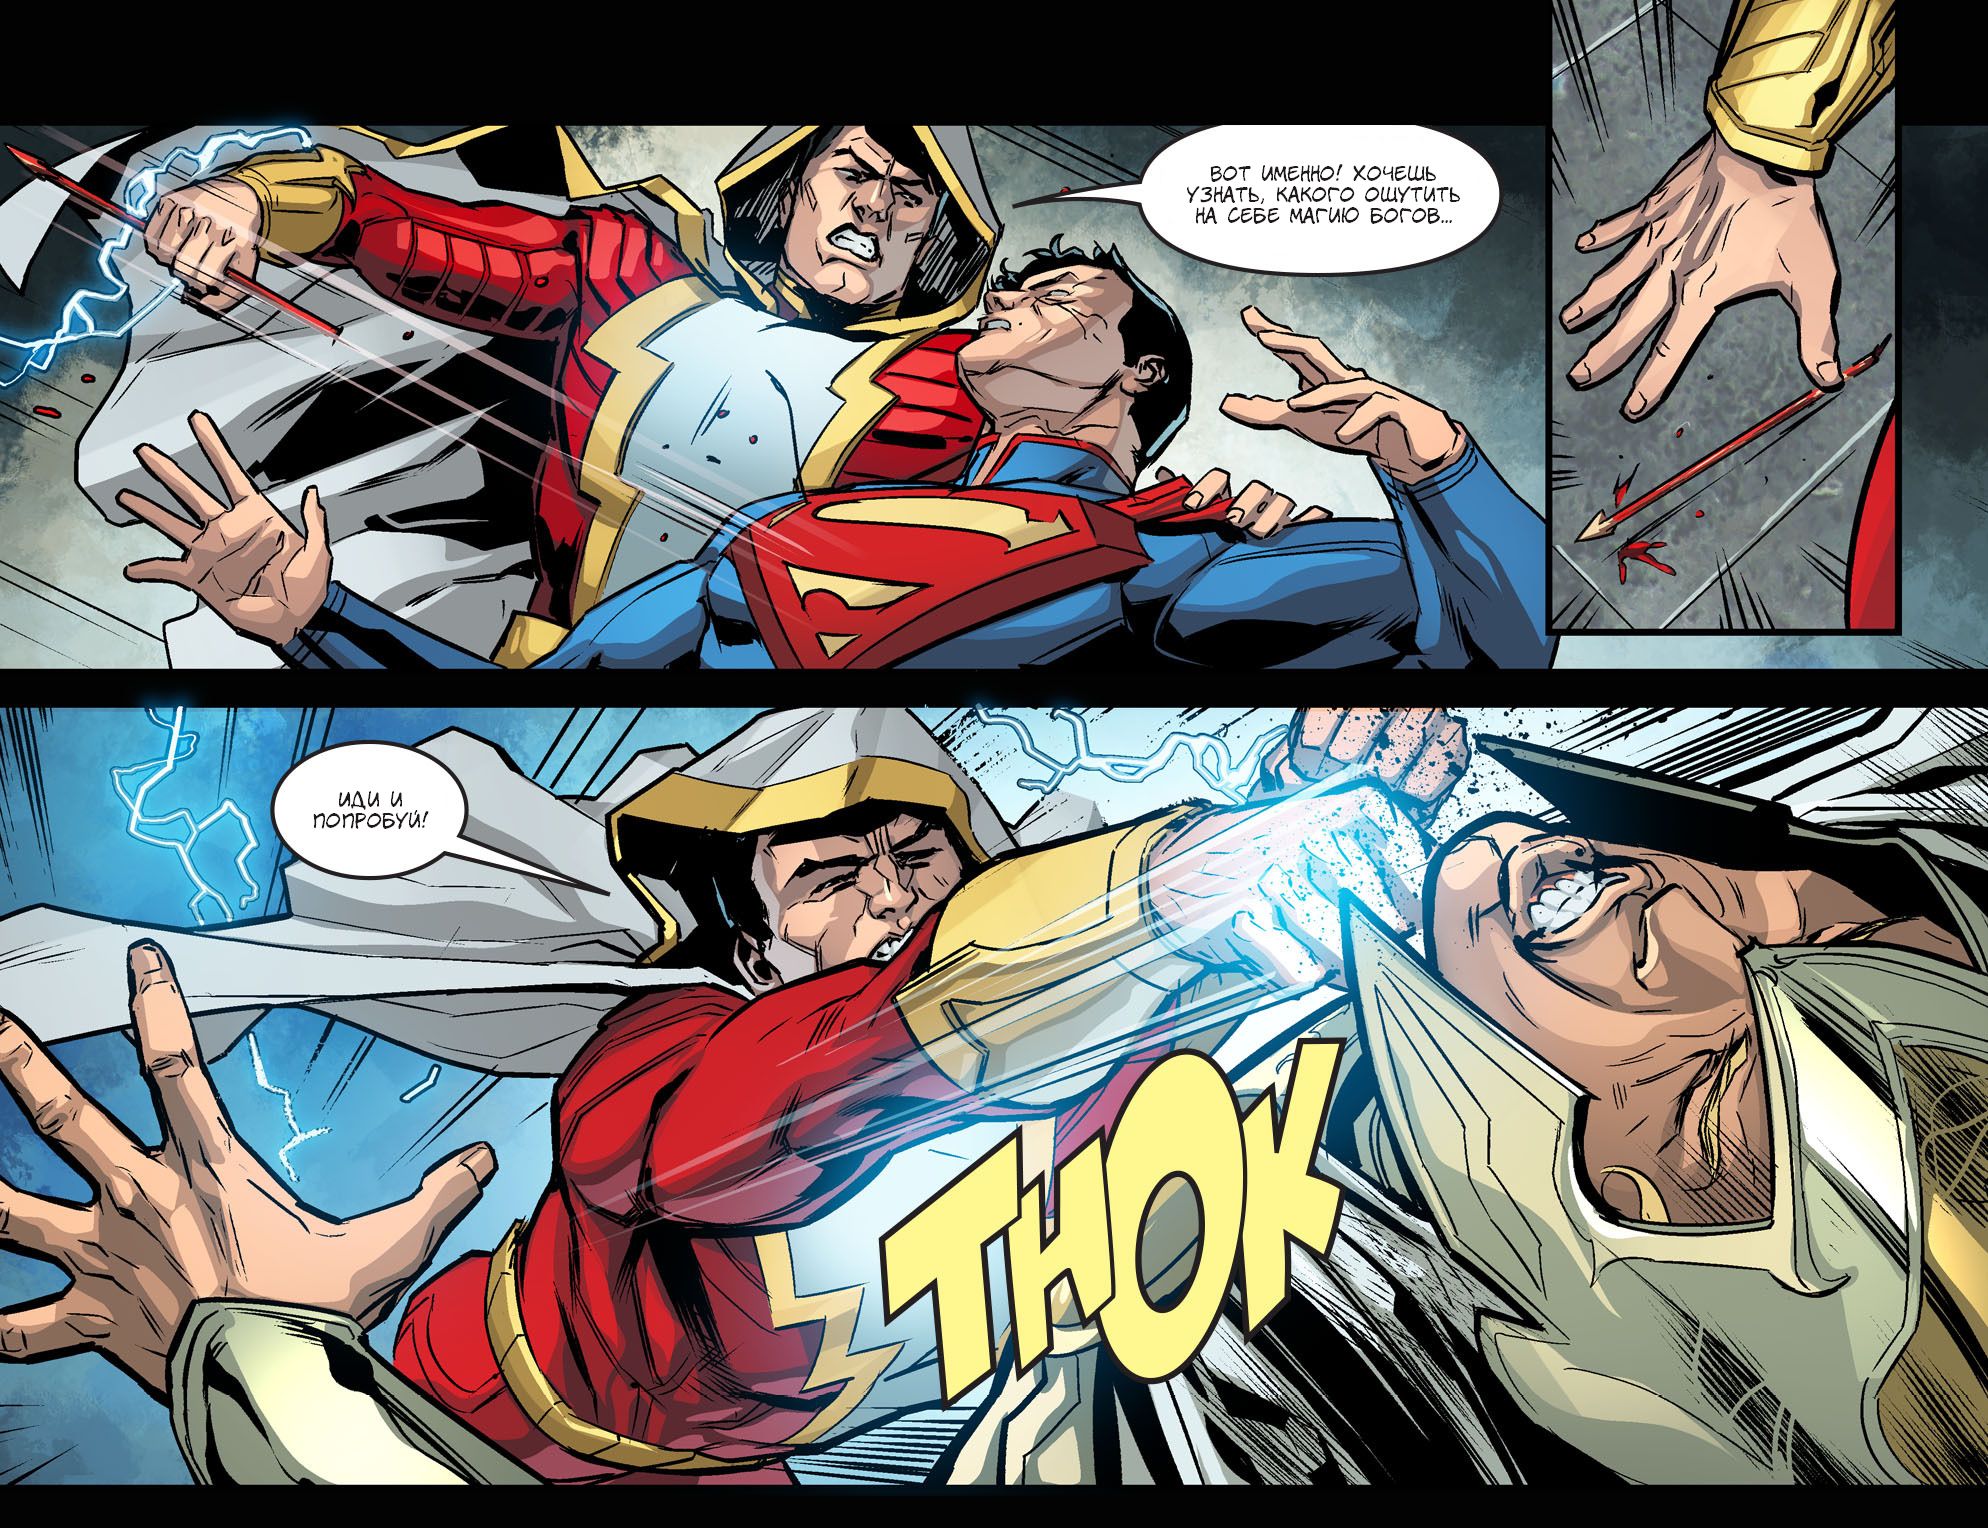 ВОТ ИМЕННО! ХОЧЕШЬ
УЗНАТЬ, КАКОГО ОЩУТИТЬ
НА СЕБЕ МАГИЮ БОГОВ...
ИДИ И
ПОПРОБУЙ!
THOK